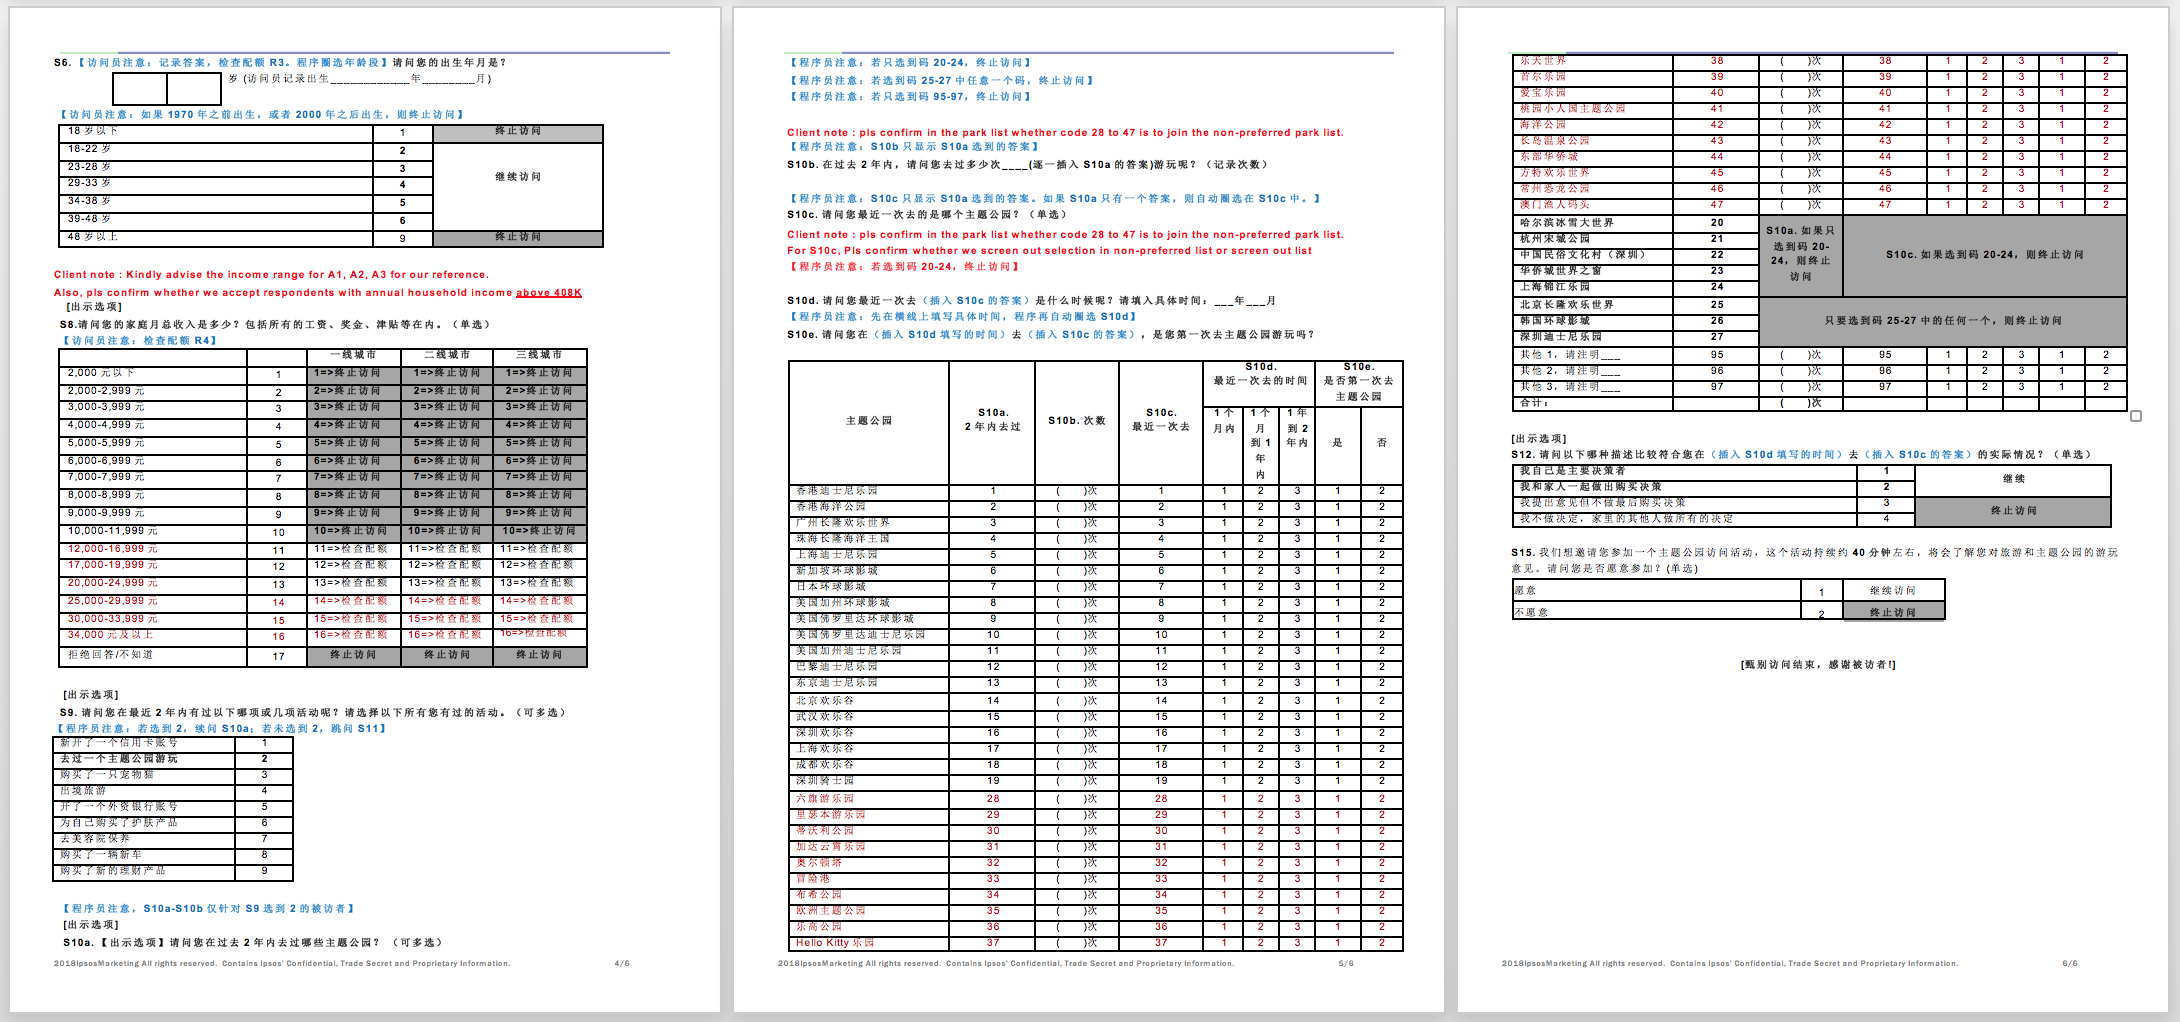 S6.【访问员注意：记录答案，检查配额 R3。程序圈选年龄段】请问您的出生年月是？
岁 (访问员记录出生____________年________月)
【访问员注意：如果 1970 年之前出生，或者 2000 年之后出生，则终止访问】
18 岁以下 1 终止访问
18-22 岁 2 继续访问
23-28 岁 3
29-33 岁 4
34-38 岁 5
39-48 岁 6
48 岁以上 9 终止访问
Client note : Kindly advise the income range for A1, A2, A3 for our reference.
Also, pls confirm whether we accept respondents with annual household income above 408K
[出示选项]
S8.请问您的家庭月总收入是多少？包括所有的工资、奖金、津贴等在内。（单选）
【访问员注意：检查配额 R4】
一线城市 二线城市 三线城市
2,000 元以下 1 1=>终止访问 1=>终止访问 1=>终止访问
2,000-2,999 元 2 2=>终止访问 2=>终止访问 2=>终止访问
3,000-3,999 元 3 3=>终止访问 3=>终止访问 3=>终止访问
4,000-4,999 元 4 4=>终止访问 4=>终止访问 4=>终止访问
5,000-5,999 元 5 5=>终止访问 5=>终止访问 5=>终止访问
6,000-6,999 元 6 6=>终止访问 6=>终止访问 6=>终止访问
7,000-7,999 元 7 7=>终止访问 7=>终止访问 7=>终止访问
8,000-8,999 元 8 8=>终止访问 8=>终止访问 8=>终止访问
9,000-9,999 元 9 9=>终止访问 9=>终止访问 9=>终止访问
10,000-11,999 元 10 10=>终止访问 10=>终止访问 10=>终止访问
12,000-16,999 元 11 11=>检查配额 11=>检查配额 11=>检查配额
17,000-19,999 元 12 12=>检查配额 12=>检查配额 12=>检查配额
20,000-24,999 元 13 13=>检查配额 13=>检查配额 13=>检查配额
25,000-29,999 元 14 14=>检查配额 14=>检查配额 14=>检查配额
30,000-33,999 元 15 15=>检查配额 15=>检查配额 15=>检查配额
34,000 元及以上 16 16=>检查配额 16=>检查配额 16=>检查配额
拒绝回答/不知道 17 终止访问 终止访问 终止访问
[出示选项]
S9. 请问您在最近 2 年内有过以下哪项或几项活动呢？请选择以下所有您有过的活动。（可多选）
【程序员注意：若选到 2，续问 S10a；若未选到 2，跳问 S11】
新开了一个信用卡账号 1
去过一个主题公园游玩 2
购买了一只宠物猫 3
出境旅游 4
开了一个外资银行账号 5
为自己购买了护肤产品 6
去美容院保养 7
购买了一辆新车 8
购买了新的理财产品 9
【程序员注意，S10a-S10b 仅针对 S9 选到 2 的被访者】
[出示选项]
S10a.【出示选项】请问您在过去 2 年内去过哪些主题公园？（可多选）
2018IpsosMarketing All rights reserved. Contains Ipsos' Confidential, Trade Secret and Proprietary Information. 4/6
【程序员注意：若只选到码 20-24，终止访问】
【程序员注意：若选到码 25-27 中任意一个码，终止访问】
【程序员注意：若只选到码 95-97，终止访问】
Client note : pls confirm in the park list whether code 28 to 47 is to join the non-preferred park list.
【程序员注意：S10b 只显示 S10a 选到的答案】
S10b. 在过去 2 年内，请问您去过多少次____(逐一插入 S10a 的答案)游玩呢？（记录次数）
【程序员注意：S10c 只显示 S10a 选到的答案。如果 S10a 只有一个答案，则自动圈选在 S10c 中。】
S10c. 请问您最近一次去的是哪个主题公园？（单选）
Client note : pls confirm in the park list whether code 28 to 47 is to join the non-preferred park list.
For S10c, Pls confirm whether we screen out selection in non-preferred list or screen out list
【程序员注意：若选到码 20-24，终止访问】
S10d. 请问您最近一次去（插入 S10c 的答案）是什么时候呢？请填入具体时间：___年___月
【程序员注意：先在横线上填写具体时间，程序再自动圈选 S10d】
S10e. 请问您在（插入 S10d 填写的时间）去（插入 S10c 的答案），是您第一次去主题公园游玩吗？
主题公园 S10a. 2 年内去过 S10b. 次数 S10c. 最近一次去 S10d. 最近一次去的时间 S10e. 是否第一次去主题公园
1 个月内 1 个月到 1 年内 1 年到 2 年内 是 否
香港迪士尼乐园 1 ( )次 1 1 2 3 1 2
香港海洋公园 2 ( )次 2 1 2 3 1 2
广州长隆欢乐世界 3 ( )次 3 1 2 3 1 2
珠海长隆海洋王国 4 ( )次 4 1 2 3 1 2
上海迪士尼乐园 5 ( )次 5 1 2 3 1 2
新加坡环球影城 6 ( )次 6 1 2 3 1 2
日本环球影城 7 ( )次 7 1 2 3 1 2
美国加州环球影城 8 ( )次 8 1 2 3 1 2
美国佛罗里达环球影城 9 ( )次 9 1 2 3 1 2
美国佛罗里达迪士尼乐园 10 ( )次 10 1 2 3 1 2
美国加州迪士尼乐园 11 ( )次 11 1 2 3 1 2
巴黎迪士尼乐园 12 ( )次 12 1 2 3 1 2
东京迪士尼乐园 13 ( )次 13 1 2 3 1 2
北京欢乐谷 14 ( )次 14 1 2 3 1 2
武汉欢乐谷 15 ( )次 15 1 2 3 1 2
深圳欢乐谷 16 ( )次 16 1 2 3 1 2
上海欢乐谷 17 ( )次 17 1 2 3 1 2
成都欢乐谷 18 ( )次 18 1 2 3 1 2
深圳骑士园 19 ( )次 19 1 2 3 1 2
六旗游乐园 28 ( )次 28 1 2 3 1 2
里瑟本游乐园 29 ( )次 29 1 2 3 1 2
蒂沃利公园 30 ( )次 30 1 2 3 1 2
加达云霄乐园 31 ( )次 31 1 2 3 1 2
奥尔顿塔 32 ( )次 32 1 2 3 1 2
冒险港 33 ( )次 33 1 2 3 1 2
布希公园 34 ( )次 34 1 2 3 1 2
欧洲主题公园 35 ( )次 35 1 2 3 1 2
乐高公园 36 ( )次 36 1 2 3 1 2
Hello Kitty 乐园 37 ( )次 37 1 2 3 1 2
2018IpsosMarketing All rights reserved. Contains Ipsos' Confidential, Trade Secret and Proprietary Information. 5/6
乐天世界 38 ( )次 38 1 2 3 1 2
首尔乐园 39 ( )次 39 1 2 3 1 2
爱宝乐园 40 ( )次 40 1 2 3 1 2
桃园小人国主题公园 41 ( )次 41 1 2 3 1 2
海洋公园 42 ( )次 42 1 2 3 1 2
长岛温泉公园 43 ( )次 43 1 2 3 1 2
东部华侨城 44 ( )次 44 1 2 3 1 2
方特欢乐世界 45 ( )次 45 1 2 3 1 2
常州恐龙公园 46 ( )次 46 1 2 3 1 2
澳门渔人码头 47 ( )次 47 1 2 3 1 2
哈尔滨冰雪大世界 20 S10a. 如果只选到码 20-24，则终止访问 S10c. 如果选到码 20-24，则终止访问
杭州宋城公园 21
中国民俗文化村（深圳） 22
华侨城世界之窗 23
上海锦江乐园 24
北京长隆欢乐世界 25 只要选到码 25-27 中的任何一个，则终止访问
韩国环球影城 26
深圳迪士尼乐园 27
其他 1，请注明___ 95 ( )次 95 1 2 3 1 2
其他 2，请注明___ 96 ( )次 96 1 2 3 1 2
其他 3，请注明___ 97 ( )次 97 1 2 3 1 2
合计： ( )次
[出示选项]
S12. 请问以下哪种描述比较符合您在（插入 S10d 填写的时间）去（插入 S10c 的答案）的实际情况？（单选）
我自己是主要决策者 1 继续
我和家人一起做出购买决策 2
我提出意见但不做最后购买决策 3 终止访问
我不做决定，家里的其他人做所有的决定 4
S15. 我们想邀请您参加一个主题公园访问活动，这个活动持续约 40 分钟左右，将会了解您对旅游和主题公园的游玩
意见。请问您是否愿意参加？(单选)
愿意 1 继续访问
不愿意 2 终止访问
[甄别访问结束，感谢被访者!]
2018IpsosMarketing All rights reserved. Contains Ipsos' Confidential, Trade Secret and Proprietary Information. 6/6